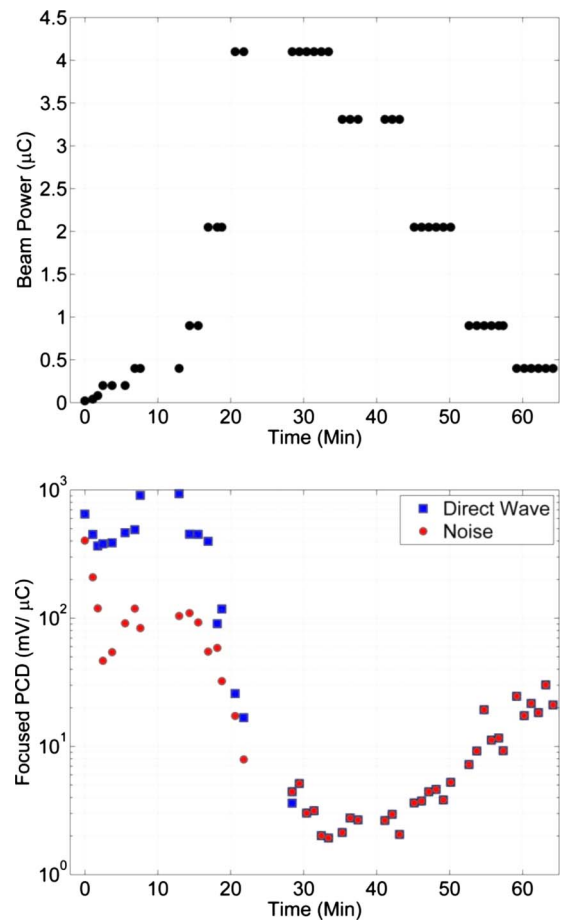 4.5
4
3.5
3
2.5
2
1.5
1
0.5
0
Beam Power (μC)
0 10 20 30 40 50 60
Time (Min)
10³
10²
10¹
10⁰
Focused PCD (mV/ μC)
Direct Wave
Noise
0 10 20 30 40 50 60
Time (Min)